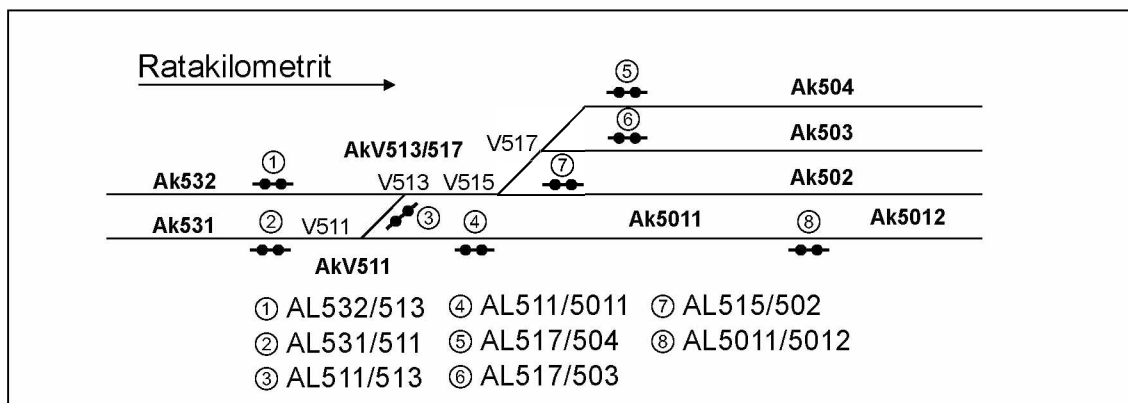 Ratakilometrit
⑤
Ak504
⑥
Ak503
V517
AkV513/517
①
⑦
Ak532
V513
V515
Ak502
③
Ak531
②
V511
④
Ak5011
⑧
Ak5012
AkV511
① AL532/513 ④ AL511/5011 ⑦ AL515/502
② AL531/511 ⑤ AL517/504 ⑧ AL5011/5012
③ AL511/513 ⑥ AL517/503